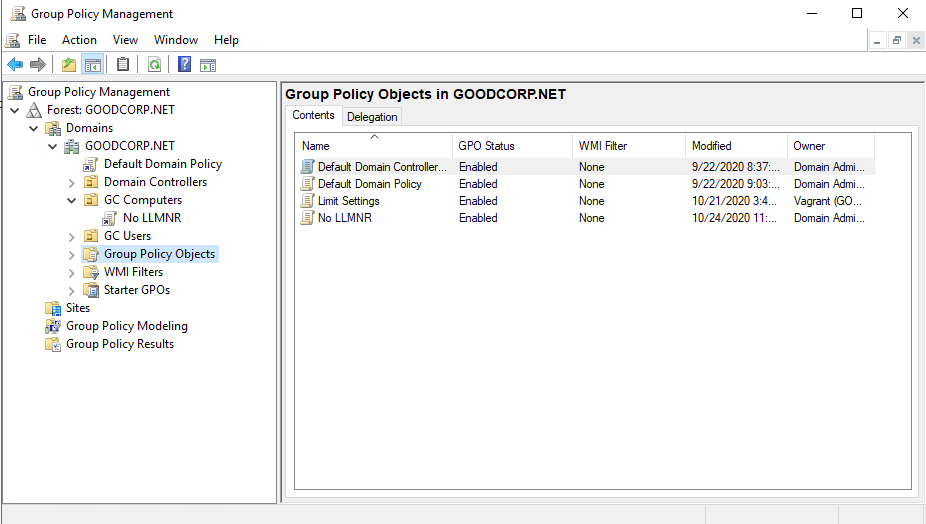 Group Policy Management
File Action View Window Help
Group Policy Management
Forest: GOODCORP.NET
Domains
GOODCORP.NET
Default Domain Policy
Domain Controllers
GC Computers
No LLMNR
GC Users
Group Policy Objects
WMI Filters
Starter GPOs
Sites
Group Policy Modeling
Group Policy Results
Group Policy Objects in GOODCORP.NET
Contents Delegation
Name GPO Status WMI Filter Modified Owner
Default Domain Controller... Enabled None 9/22/2020 8:37:... Domain Admi...
Default Domain Policy Enabled None 9/22/2020 9:03:... Domain Admi...
Limit Settings Enabled None 10/21/2020 3:4... Vagrant (GO...
No LLMNR Enabled None 10/24/2020 11:... Domain Admi...